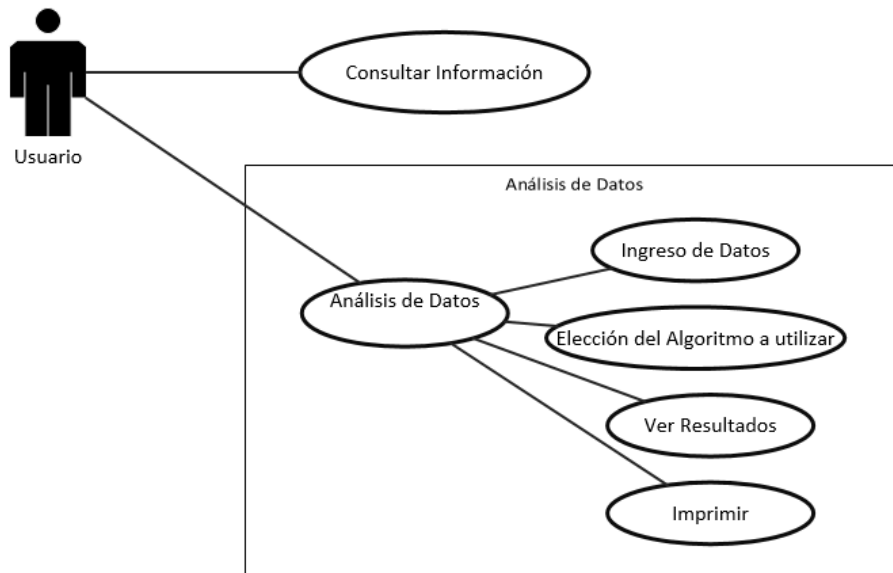 Consultar Información
Usuario
Análisis de Datos
Ingreso de Datos
Análisis de Datos
Elección del Algoritmo a utilizar
Ver Resultados
Imprimir